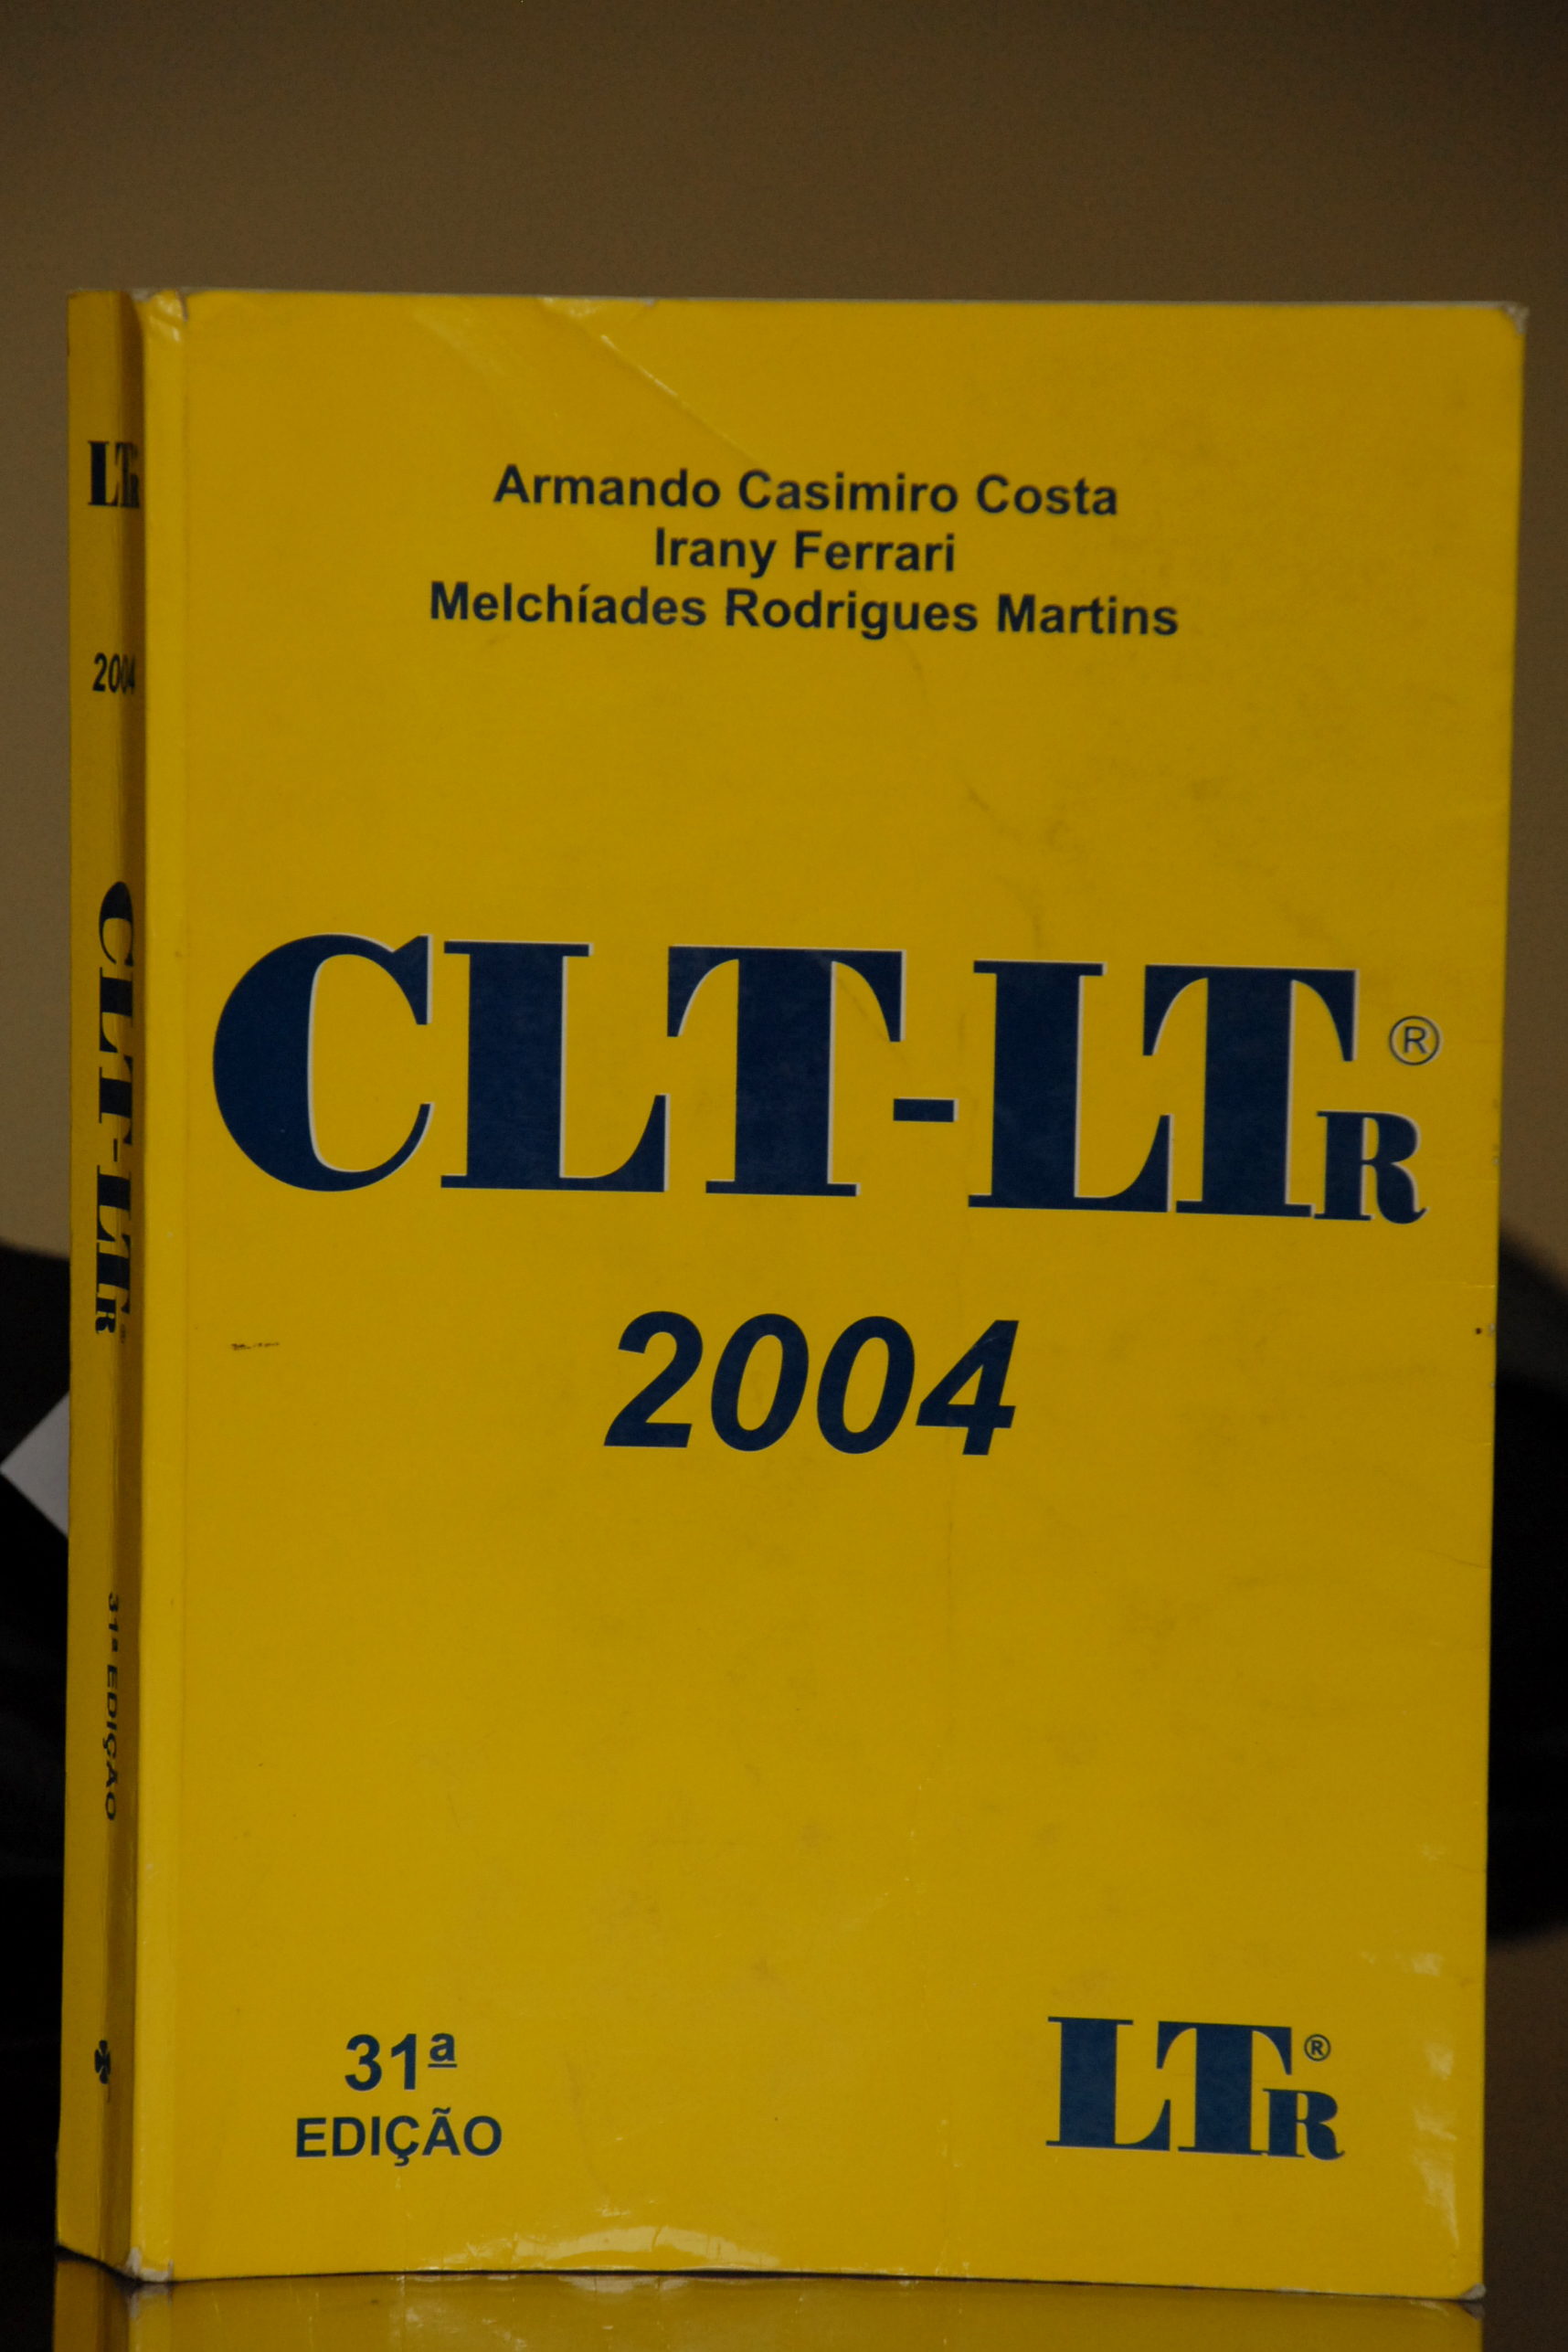 Armando Casimiro Costa
Irany Ferrari
Melchíades Rodrigues Martins
CLT-LTR®
2004
31ª
EDIÇÃO
LTR®
LTR
2004
CLT-LTR®
31ª EDIÇÃO